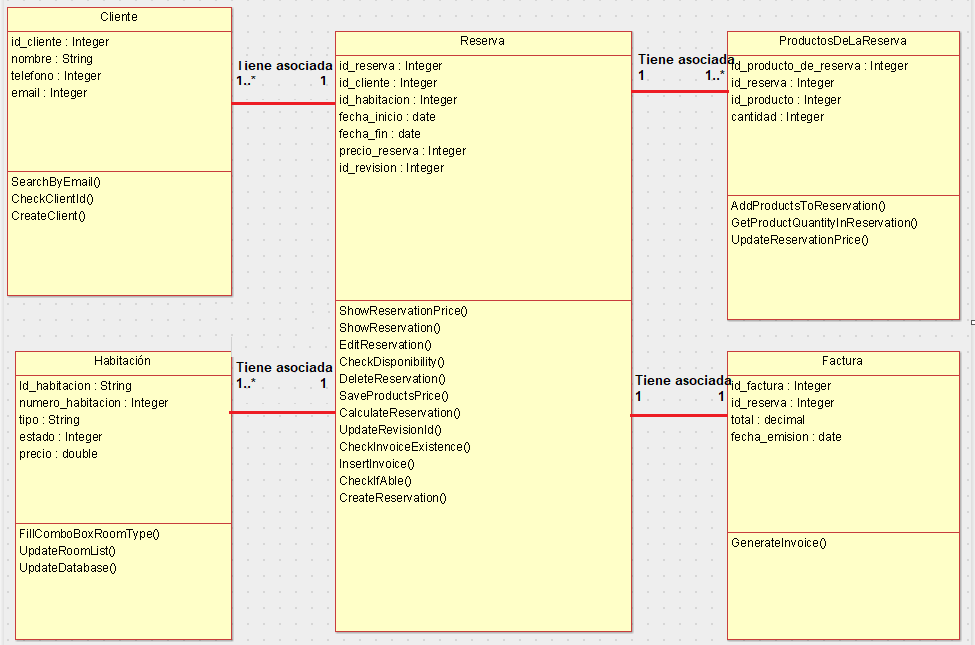 Cliente
id_cliente : Integer
nombre : String
telefono : Integer
email : Integer
SearchByEmail()
CheckClientId()
CreateClient()
Tiene asociada
1..* 1
Reserva
id_reserva : Integer
id_cliente : Integer
id_habitacion : Integer
fecha_inicio : date
fecha_fin : date
precio_reserva : Integer
id_revision : Integer
ShowReservationPrice()
ShowReservation()
EditReservation()
CheckDisponibility()
DeleteReservation()
SaveProductsPrice()
CalculateReservation()
UpdateRevisionId()
CheckInvoiceExistence()
InsertInvoice()
CheckIfAble()
CreateReservation()
Tiene asociada
1 1..*
ProductosDeLaReserva
id_producto_de_reserva : Integer
id_reserva : Integer
id_producto : Integer
cantidad : Integer
AddProductsToReservation()
GetProductQuantityInReservation()
UpdateReservationPrice()
Habitación
Id_habitacion : String
numero_habitacion : Integer
tipo : String
estado : Integer
precio : double
FillComboBoxRoomType()
UpdateRoomList()
UpdateDatabase()
Tiene asociada
1..* 1
Tiene asociada
1 1
Factura
id_factura : Integer
id_reserva : Integer
total : decimal
fecha_emision : date
GenerateInvoice()